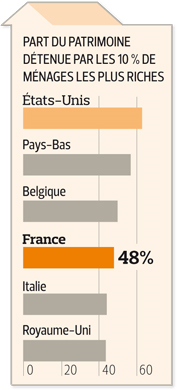 PART DU PATRIMOINE
DÉTENUE PAR LES 10 % DE
MÉNAGES LES PLUS RICHES
États-Unis
Pays-Bas
Belgique
France
48%
Italie
Royaume-Uni
0 20 40 60